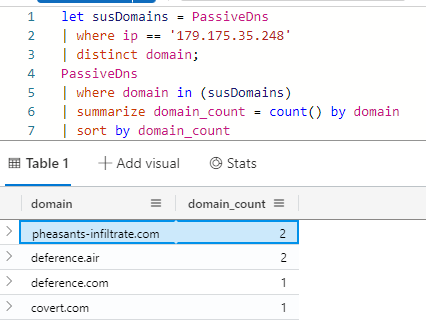 1 let susDomains = PassiveDns
2 | where ip == '179.175.35.248'
3 | distinct domain;
4 PassiveDns
5 | where domain in (susDomains)
6 | summarize domain_count = count() by domain
7 | sort by domain_count
Table 1 + Add visual Stats
domain domain_count
pheasants-infiltrate.com 2
deference.air 2
deference.com 1
covert.com 1